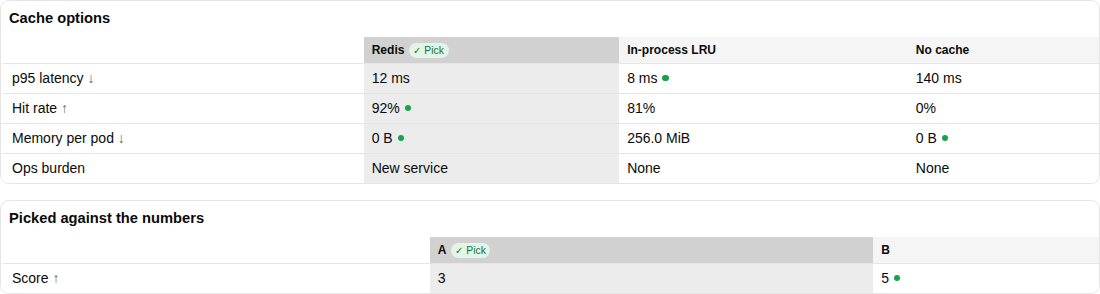 Cache options
Redis ✓ Pick In-process LRU No cache
p95 latency ↓ 12 ms 8 ms 140 ms
Hit rate ↑ 92% 81% 0%
Memory per pod ↓ 0 B 256.0 MiB 0 B
Ops burden New service None None
Picked against the numbers
A ✓ Pick B
Score ↑ 3 5